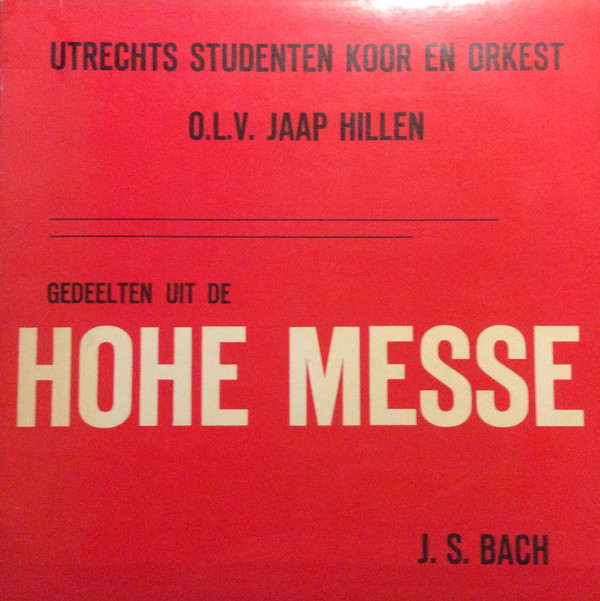 UTRECHTS STUDENTEN KOOR EN ORKEST
O.L.V. JAAP HILLEN
GEDEELTEN UIT DE
HOHE MESSE
J. S. BACH